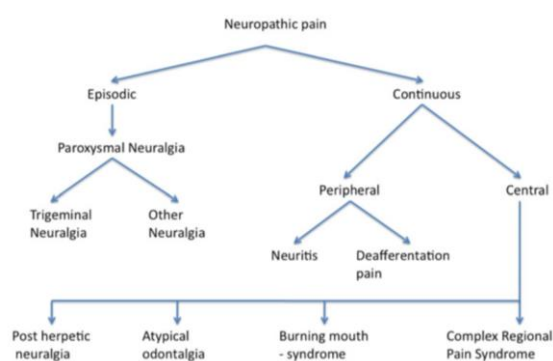 Neuropathic pain
Episodic
Continuous
Paroxysmal Neuralgia
Peripheral
Central
Trigeminal
Neuralgia
Other
Neuralgia
Neuritis
Deafferentation
pain
Post herpetic
neuralgia
Atypical
odontalgia
Burning mouth
- syndrome
Complex Regional
Pain Syndrome